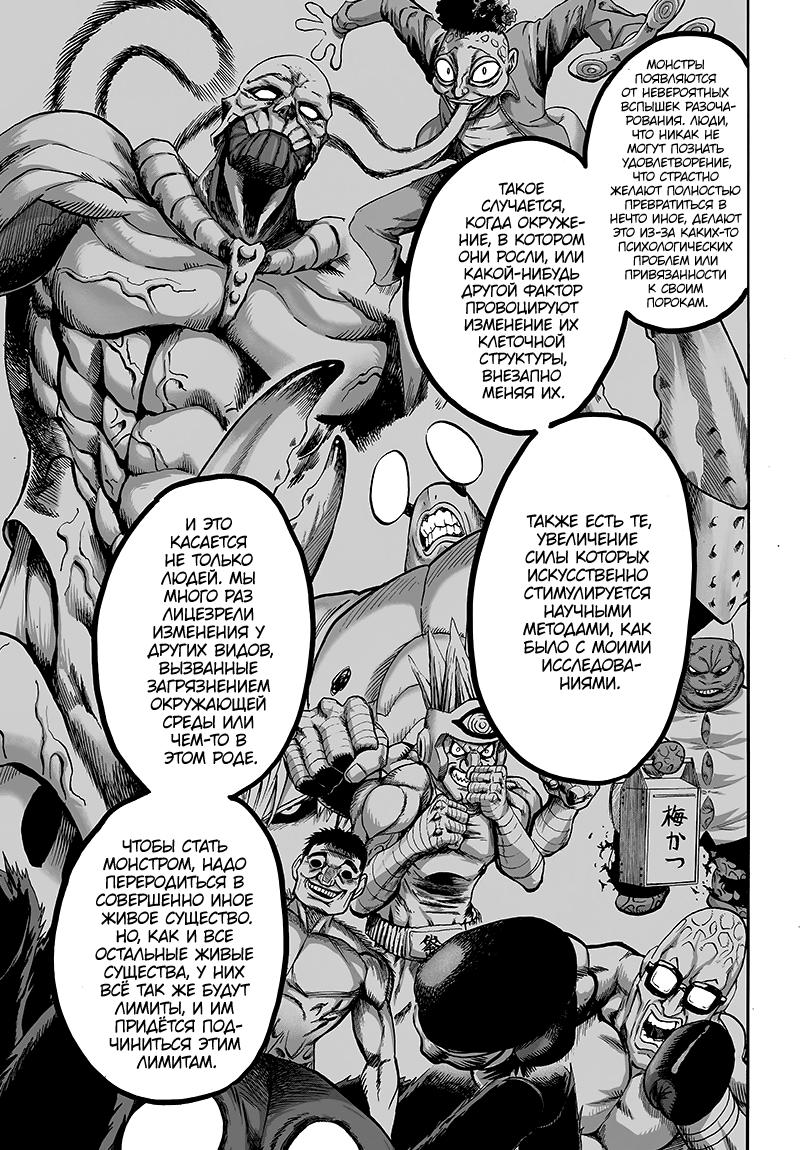 МОНСТРЫ
ПОЯВЛЯЮТСЯ
ОТ НЕВЕРОЯТНЫХ
ВСПЫШЕК РАЗОЧА-
РОВАНИЯ. ЛЮДИ,
ЧТО НИКАК НЕ
МОГУТ ПОЗНАТЬ
УДОВЛЕТВОРЕНИЕ,
ЧТО СТРАСТНО
ЖЕЛАЮТ ПОЛНОСТЬЮ
ПРЕВРАТИТЬСЯ В
НЕЧТО ИНОЕ, ДЕЛАЮТ
ЭТО ИЗ-ЗА КАКИХ-ТО
ПСИХОЛОГИЧЕСКИХ
ПРОБЛЕМ ИЛИ
ПРИВЯЗАННОСТИ
К СВОИМ
ПОРОКАМ.
ТАКОЕ
СЛУЧАЕТСЯ,
КОГДА ОКРУЖЕ-
НИЕ, В КОТОРОМ
ОНИ РОСЛИ, ИЛИ
КАКОЙ-НИБУДЬ
ДРУГОЙ ФАКТОР
ПРОВОЦИРУЮТ
ИЗМЕНЕНИЕ ИХ
КЛЕТОЧНОЙ
СТРУКТУРЫ,
ВНЕЗАПНО
МЕНЯЯ ИХ.
ТАКЖЕ ЕСТЬ ТЕ,
УВЕЛИЧЕНИЕ
СИЛЫ КОТОРЫХ
ИСКУССТВЕННО
СТИМУЛИРУЕТСЯ
НАУЧНЫМИ
МЕТОДАМИ, КАК
БЫЛО С МОИМИ
ИССЛЕДОВА-
НИЯМИ.
И ЭТО
КАСАЕТСЯ
НЕ ТОЛЬКО
ЛЮДЕЙ. МЫ
МНОГО РАЗ
ЛИЦЕЗРЕЛИ
ИЗМЕНЕНИЯ У
ДРУГИХ ВИДОВ,
ВЫЗВАННЫЕ
ЗАГРЯЗНЕНИЕМ
ОКРУЖАЮЩЕЙ
СРЕДЫ ИЛИ
ЧЕМ-ТО В
ЭТОМ РОДЕ.
梅かつ
ЧТОБЫ СТАТЬ
МОНСТРОМ, НАДО
ПЕРЕРОДИТЬСЯ В
СОВЕРШЕННО ИНОЕ
ЖИВОЕ СУЩЕСТВО.
НО, КАК И ВСЕ
ОСТАЛЬНЫЕ ЖИВЫЕ
СУЩЕСТВА, У НИХ
ВСЁ ТАК ЖЕ БУДУТ
ЛИМИТЫ, И ИМ
ПРИДЁТСЯ ПОД-
ЧИНИТЬСЯ ЭТИМ
ЛИМИТАМ.